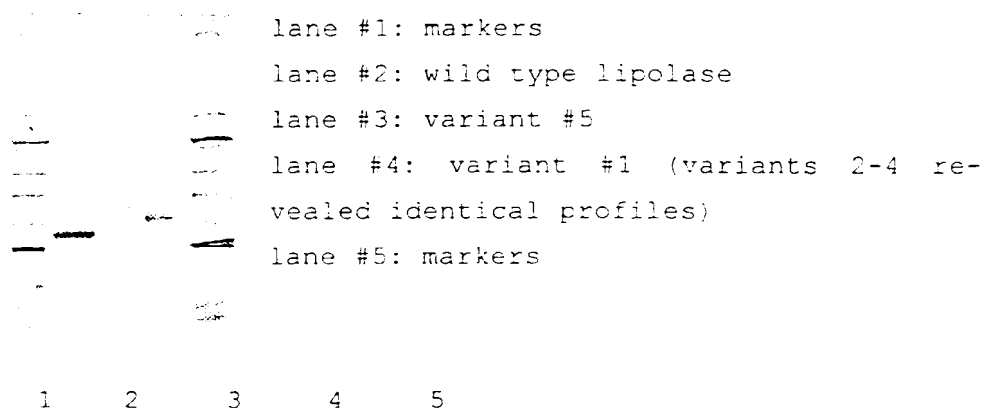 lane #1: markers
lane #2: wild type lipolase
lane #3: variant #5
lane #4: variant #1 (variants 2-4 re-
vealed identical profiles)
lane #5: markers
1 2 3 4 5